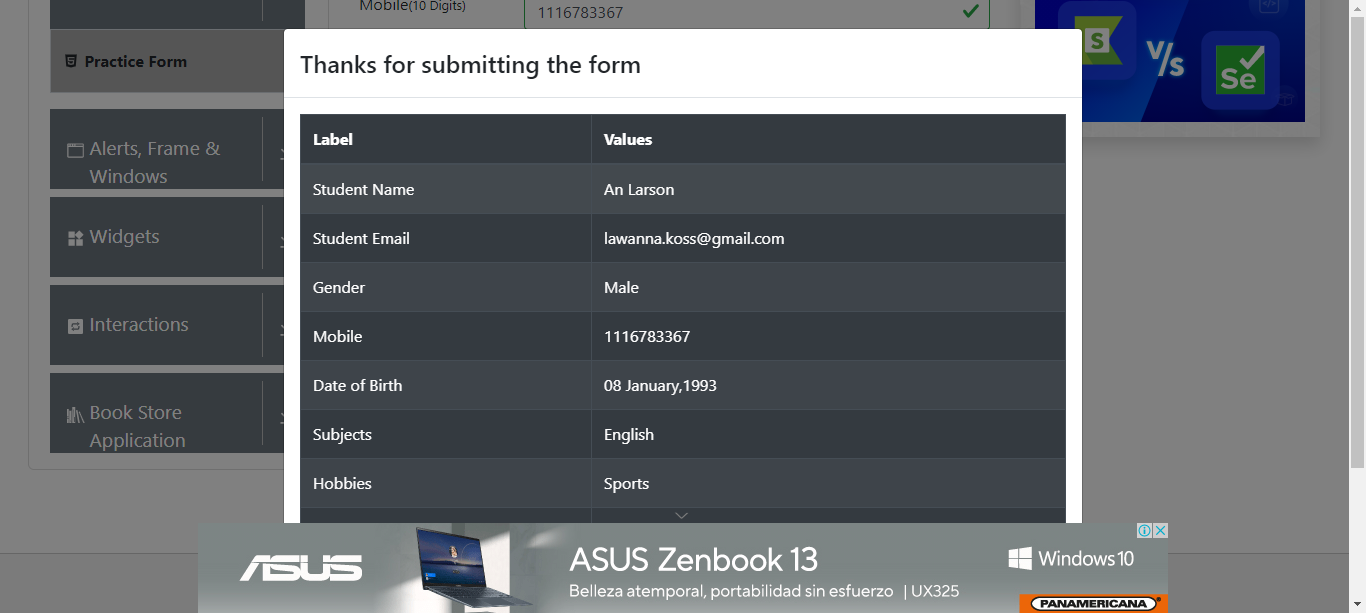 Mobile(10 Digits)
1116783367
Practice Form
S
V/s
Se
Thanks for submitting the form
Alerts, Frame &
Windows
Widgets
Interactions
Book Store
Application
Label Values
Student Name An Larson
Student Email lawanna.koss@gmail.com
Gender Male
Mobile 1116783367
Date of Birth 08 January,1993
Subjects English
Hobbies Sports
ASUS
ASUS Zenbook 13
Belleza atemporal, portabilidad sin esfuerzo | UX325
Windows 10
PANAMERICANA